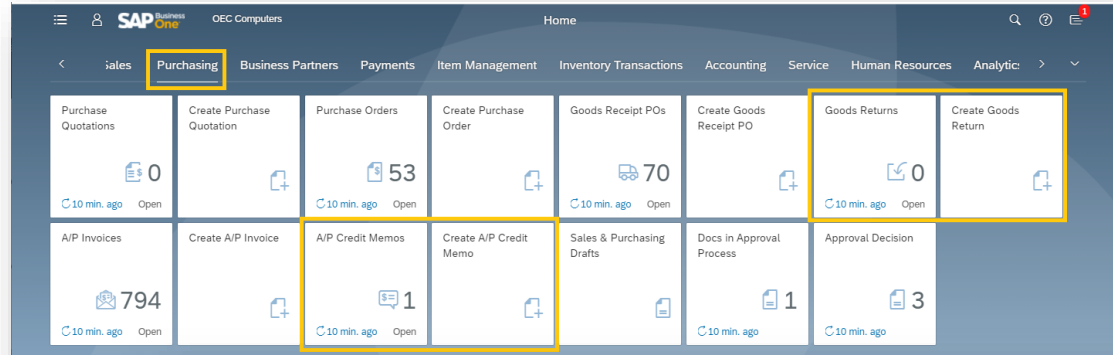 SAP Business One OEC Computers Home 1
Sales Purchasing Business Partners Payments Item Management Inventory Transactions Accounting Service Human Resources Analytic
Purchase Quotations
0
10 min. ago Open
Create Purchase Quotation
Purchase Orders
53
10 min. ago Open
Create Purchase Order
Goods Receipt POs
70
10 min. ago Open
Create Goods Receipt PO
Goods Returns
0
10 min. ago Open
Create Goods Return
A/P Invoices
794
10 min. ago Open
Create A/P Invoice
A/P Credit Memos
1
10 min. ago Open
Create A/P Credit Memo
Sales & Purchasing Drafts
Docs in Approval Process
1
10 min. ago
Approval Decision
3
10 min. ago